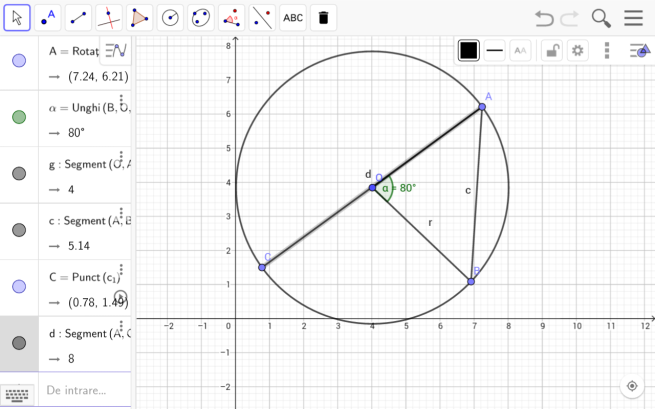 ABC
A = Rotaț
→ (7.24, 6.21)
α = Unghi (B, O,
→ 80°
g : Segment (O, A
→ 4
c : Segment (A, B
→ 5.14
C = Punct (c₁)
→ (0.78, 1.49)
d : Segment (A, C
→ 8
De intrare...
AA
8
7
6
5
4
3
2
1
−1
−2
−2 −1 0 1 2 3 4 5 6 7 8 9 10 11 12
A
d
O
α = 80°
c
r
C
B